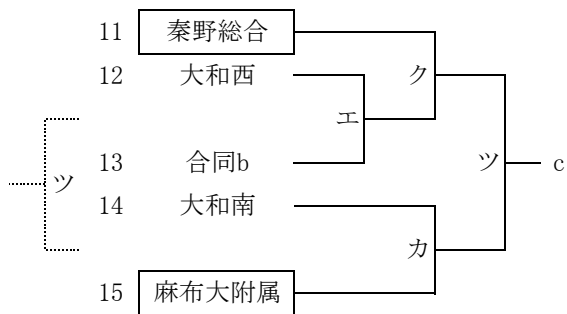 11 秦野総合
12 大和西
ク
エ
ツ
13 合同b
ツ c
14 大和南
カ
15 麻布大附属